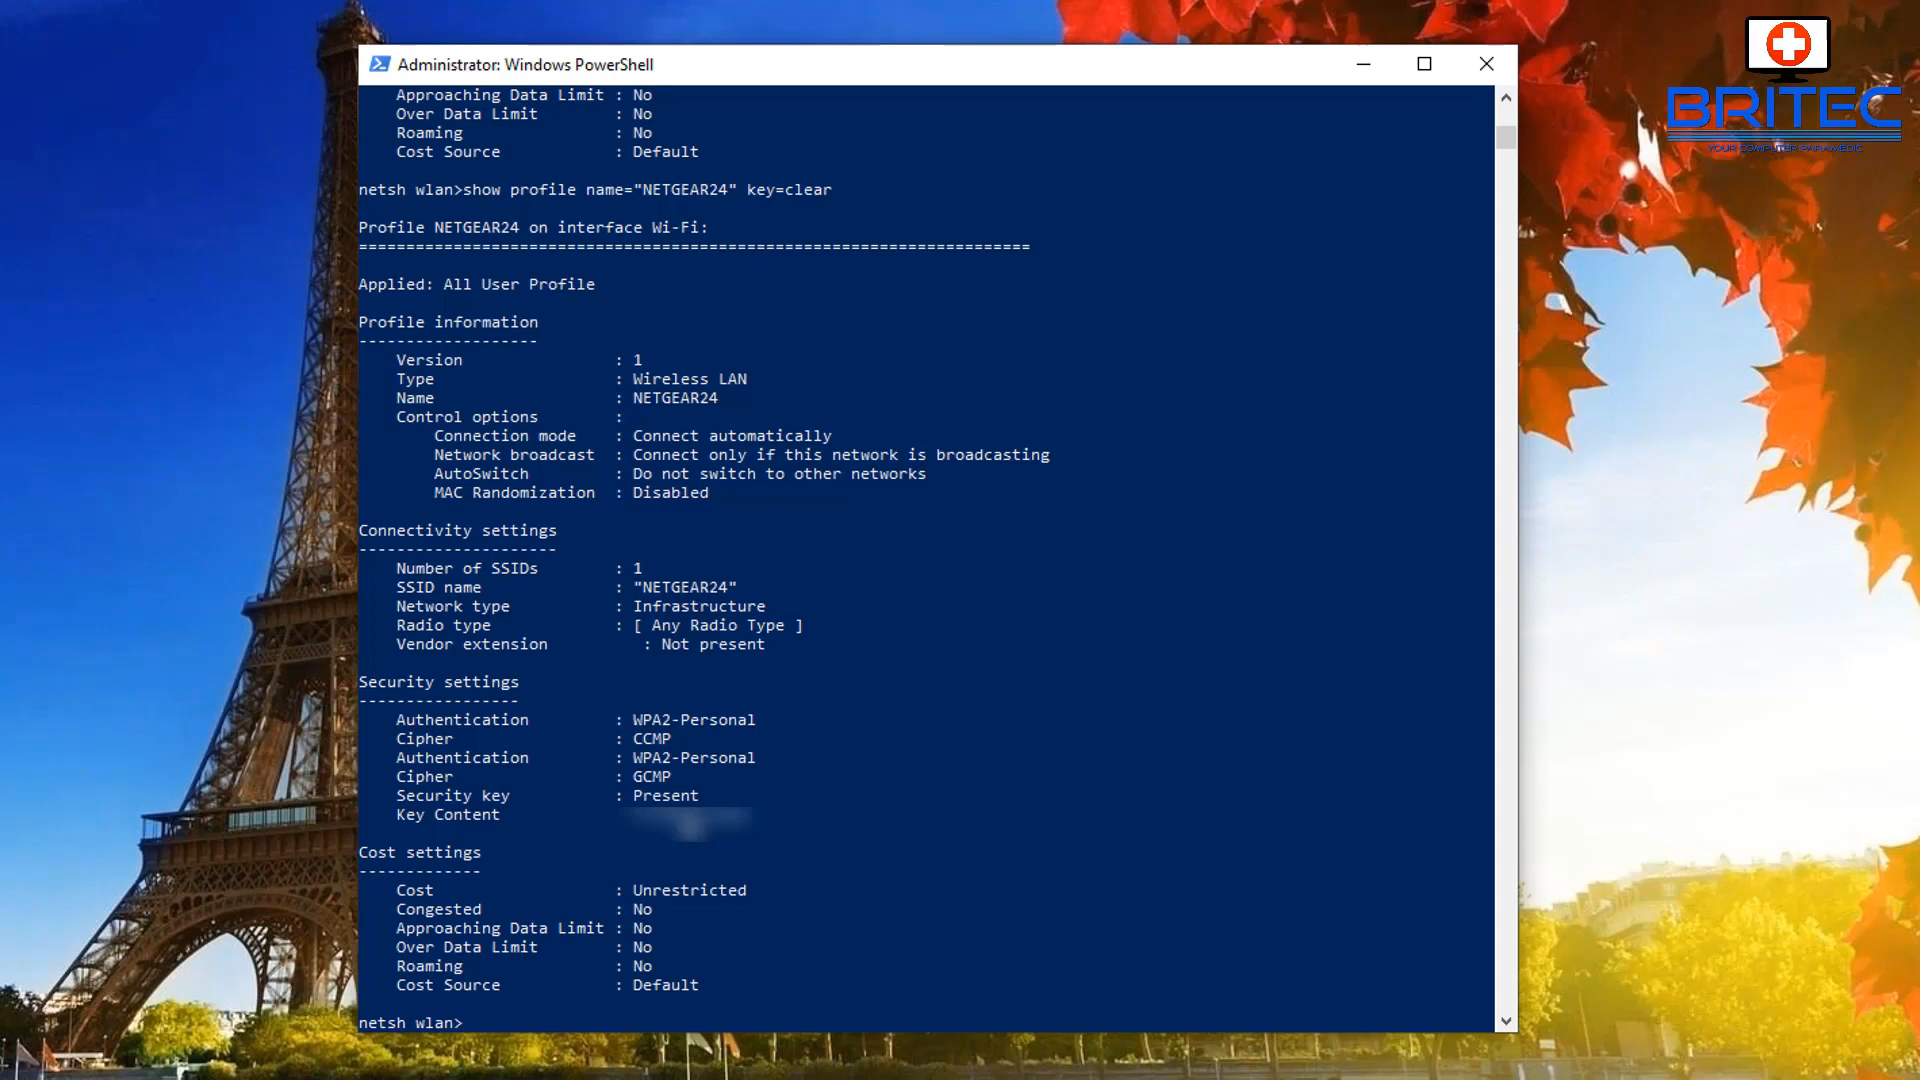 Administrator: Windows PowerShell
BRITEC
YOUR COMPUTER PARAMEDIC
Approaching Data Limit : No
Over Data Limit : No
Roaming : No
Cost Source : Default
netsh wlan>show profile name="NETGEAR24" key=clear
Profile NETGEAR24 on interface Wi-Fi:
=======================================================================
Applied: All User Profile
Profile information
-------------------
Version : 1
Type : Wireless LAN
Name : NETGEAR24
Control options :
Connection mode : Connect automatically
Network broadcast : Connect only if this network is broadcasting
AutoSwitch : Do not switch to other networks
MAC Randomization : Disabled
Connectivity settings
---------------------
Number of SSIDs : 1
SSID name : "NETGEAR24"
Network type : Infrastructure
Radio type : [ Any Radio Type ]
Vendor extension : Not present
Security settings
-----------------
Authentication : WPA2-Personal
Cipher : CCMP
Authentication : WPA2-Personal
Cipher : GCMP
Security key : Present
Key Content
Cost settings
-------------
Cost : Unrestricted
Congested : No
Approaching Data Limit : No
Over Data Limit : No
Roaming : No
Cost Source : Default
netsh wlan>